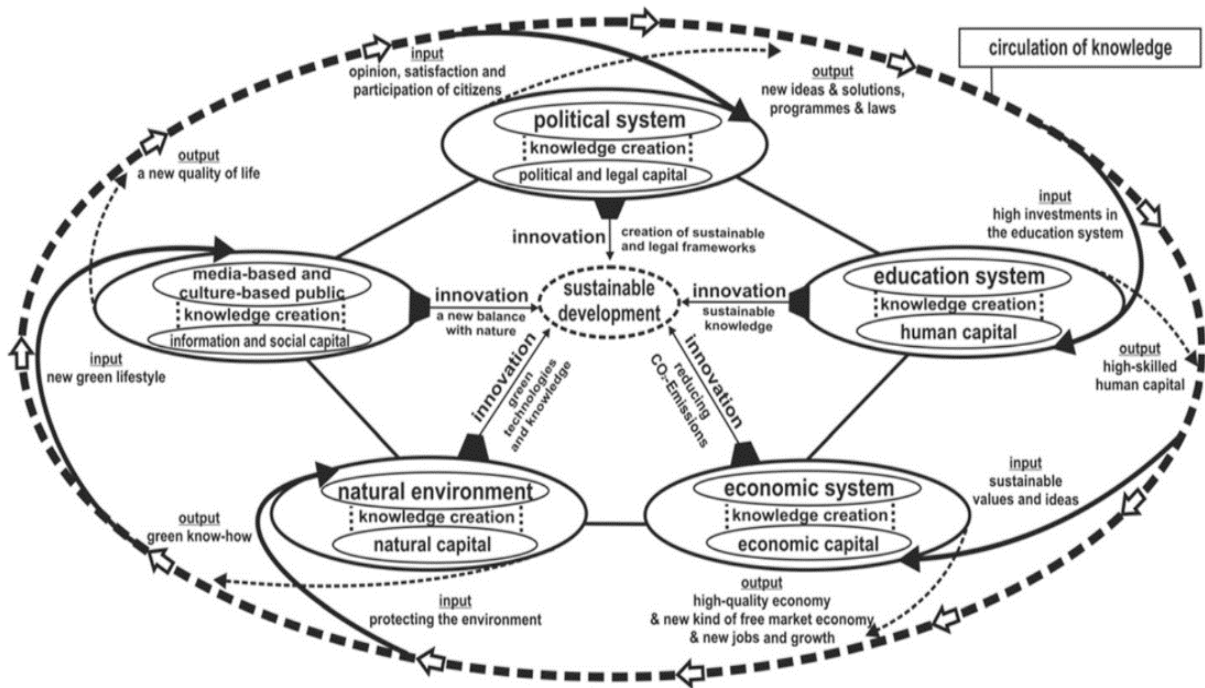 circulation of knowledge
input
opinion, satisfaction and
participation of citizens
output
new ideas & solutions,
programmes & laws
political system
knowledge creation
political and legal capital
innovation
creation of sustainable
and legal frameworks
output
a new quality of life
input
high investments in
the education system
media-based and
culture-based public
knowledge creation
information and social capital
innovation
a new balance
with nature
sustainable
development
innovation
sustainable
knowledge
education system
knowledge creation
human capital
input
new green lifestyle
output
high-skilled
human capital
innovation
green
technologies
and knowledge
innovation
reducing
CO₂-Emissions
natural environment
knowledge creation
natural capital
economic system
knowledge creation
economic capital
input
sustainable
values and ideas
output
green know-how
input
protecting the environment
output
high-quality economy
& new kind of free market economy
& new jobs and growth